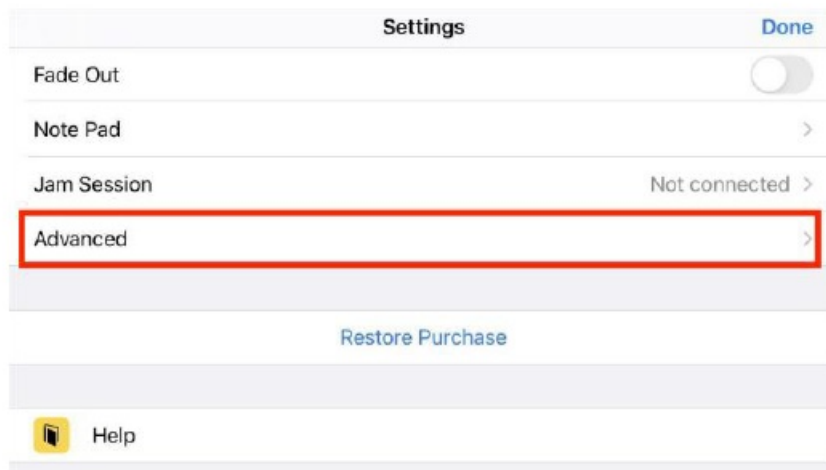 Settings Done
Fade Out
Note Pad
Jam Session Not connected
Advanced
Restore Purchase
Help